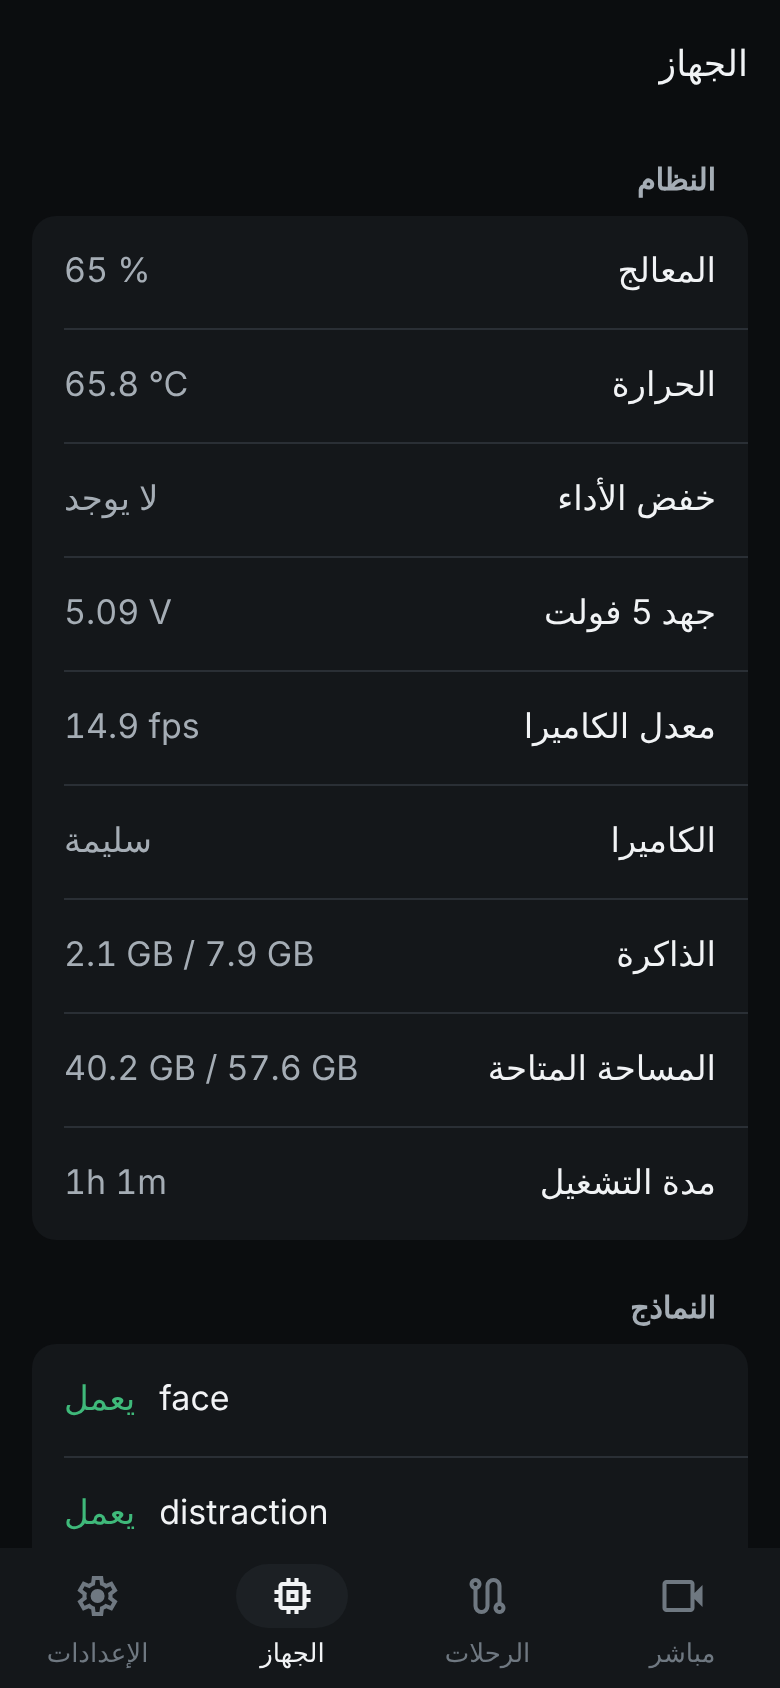 الجهاز
النظام
المعالج 65 %
الحرارة 65.8 °C
خفض الأداء لا يوجد
جهد 5 فولت 5.09 V
معدل الكاميرا 14.9 fps
الكاميرا سليمة
الذاكرة 2.1 GB / 7.9 GB
المساحة المتاحة 40.2 GB / 57.6 GB
مدة التشغيل 1h 1m
النماذج
face يعمل
distraction يعمل
مباشر الرحلات الجهاز الإعدادات